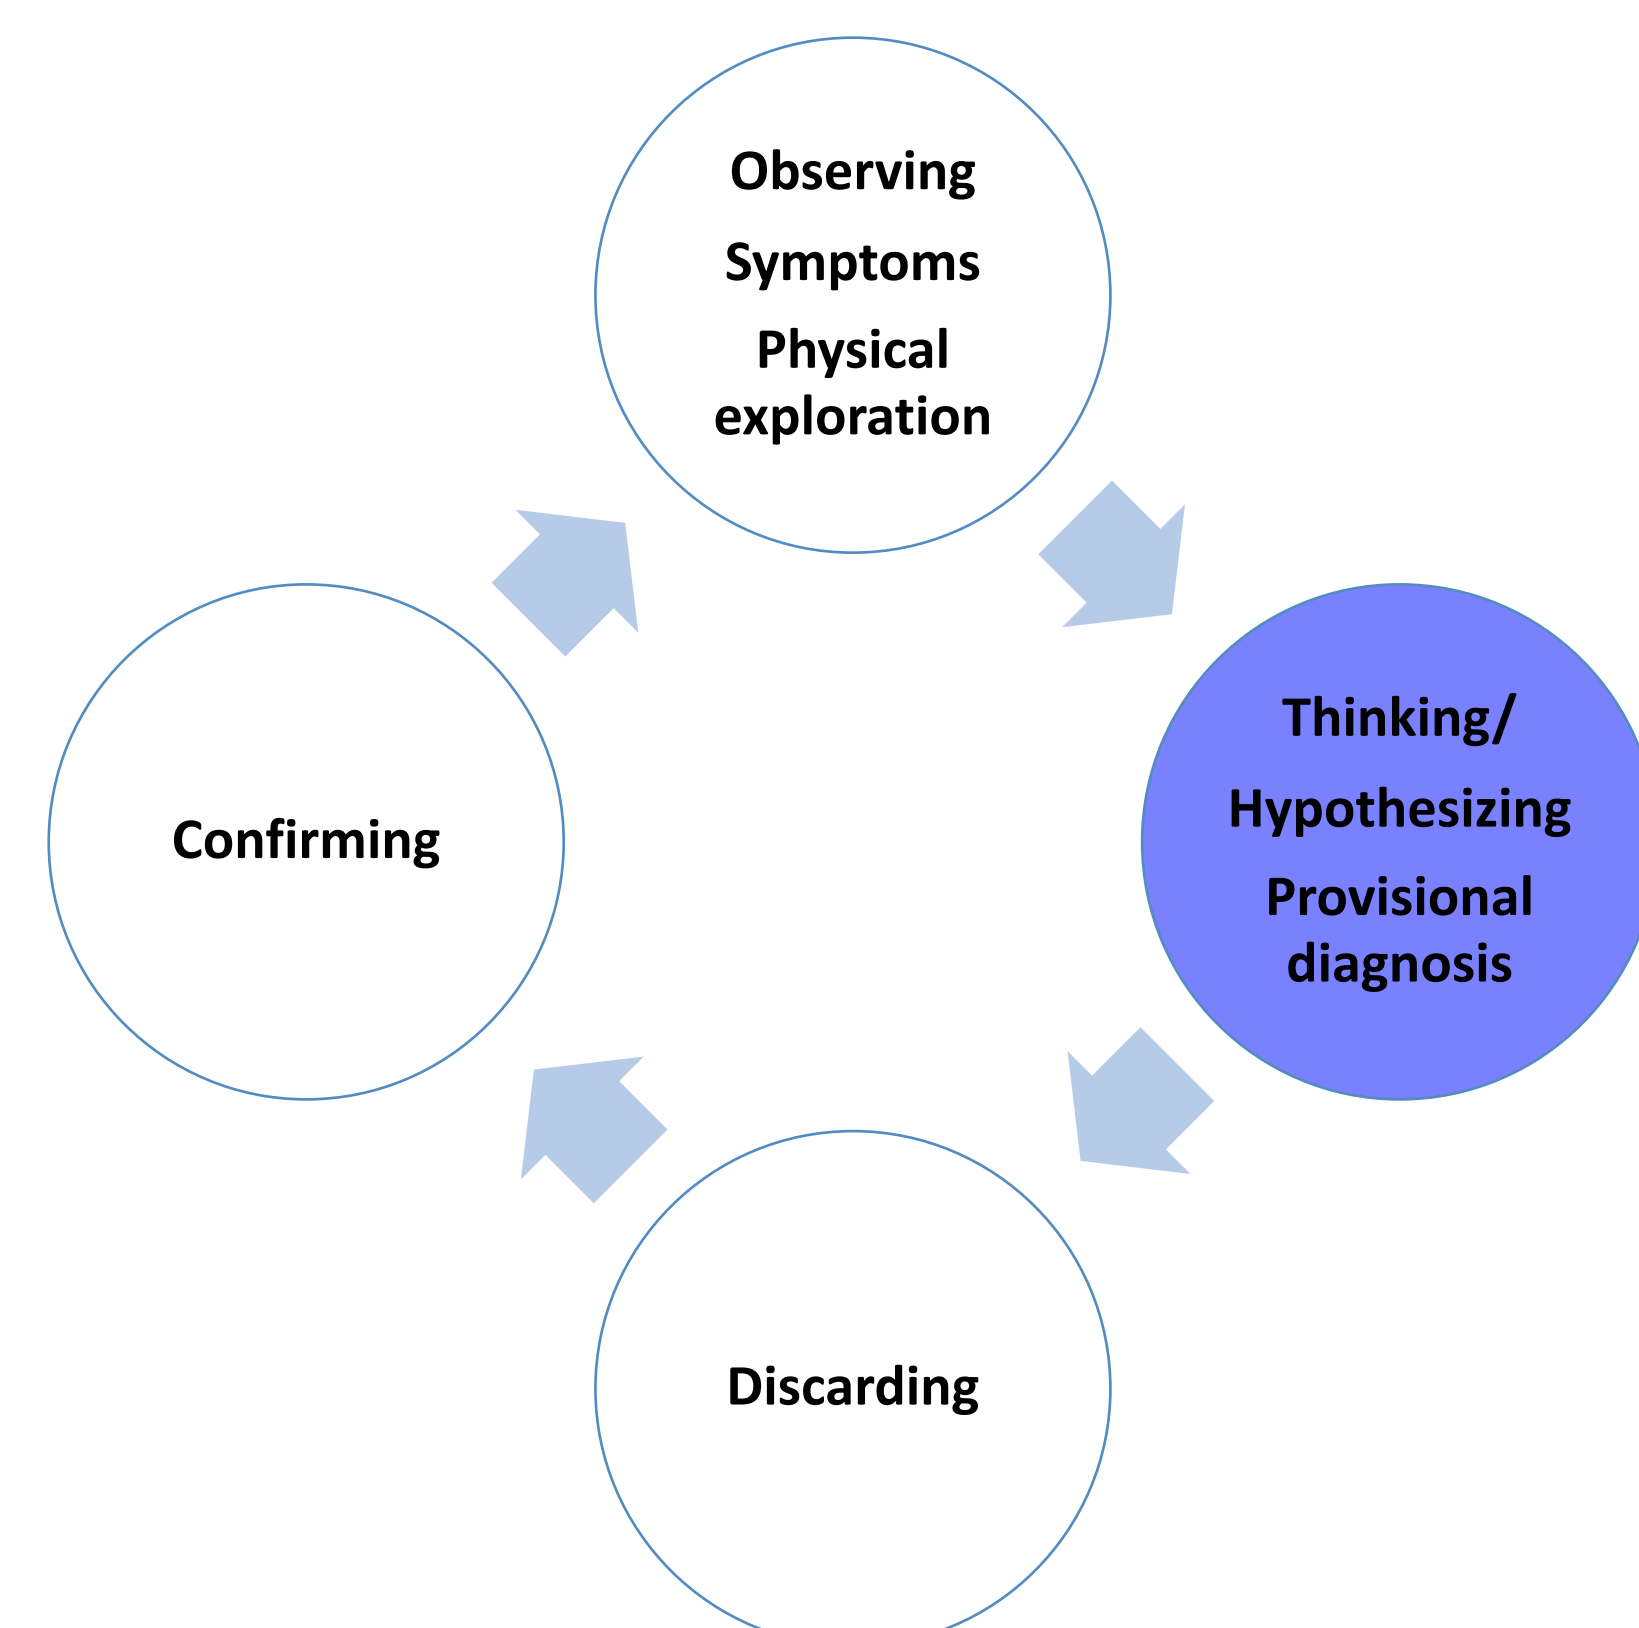 Observing
Symptoms
Physical
exploration
Thinking/
Hypothesizing
Provisional
diagnosis
Confirming
Discarding